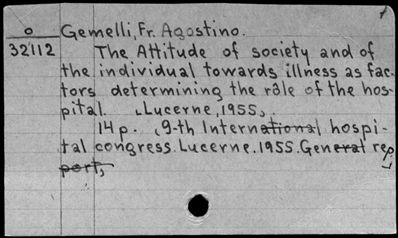 o Gemelli, Fr. Agostino.
32112 The Attitude of society and of
the individual towards illness as fac-
tors determining the rôle of the hos-
pital. Lucerne, 1955,.
14 p. (9-th International hospi-
tal congress. Lucerne. 1955. General rep
port,